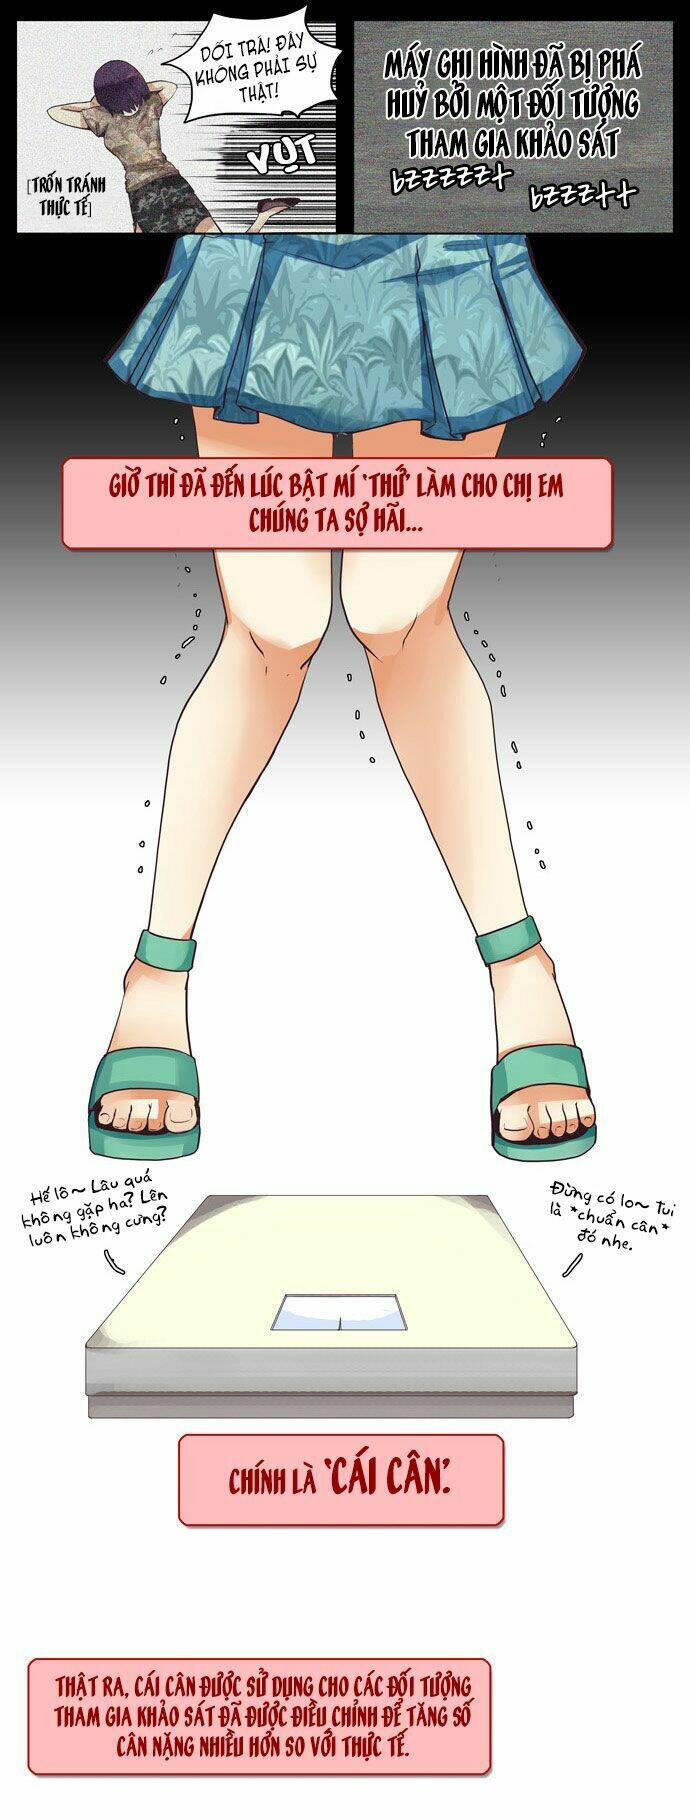 DỐI TRÁ! ĐÂY
KHÔNG PHẢI SỰ
THẬT!
VỤT
[TRỐN TRÁNH
THỰC TẾ]
MÁY GHI HÌNH ĐÃ BỊ PHÁ
HUỶ BỞI MỘT ĐỐI TƯỢNG
THAM GIA KHẢO SÁT
bzzzzzt
bzzztt
GIỜ THÌ ĐÃ ĐẾN LÚC BẬT MÍ 'THỨ' LÀM CHO CHỊ EM
CHÚNG TA SỢ HÃI...
Hế lô~ Lâu quá
không gặp ha? Lên
luôn không cưng?
Đừng có lo~ Tui
là *chuẩn cân*
đó nhe.
CHÍNH LÀ 'CÁI CÂN'.
THẬT RA, CÁI CÂN ĐƯỢC SỬ DỤNG CHO CÁC ĐỐI TƯỢNG
THAM GIA KHẢO SÁT ĐÃ ĐƯỢC ĐIỀU CHỈNH ĐỂ TĂNG SỐ
CÂN NẶNG NHIỀU HƠN SO VỚI THỰC TẾ.